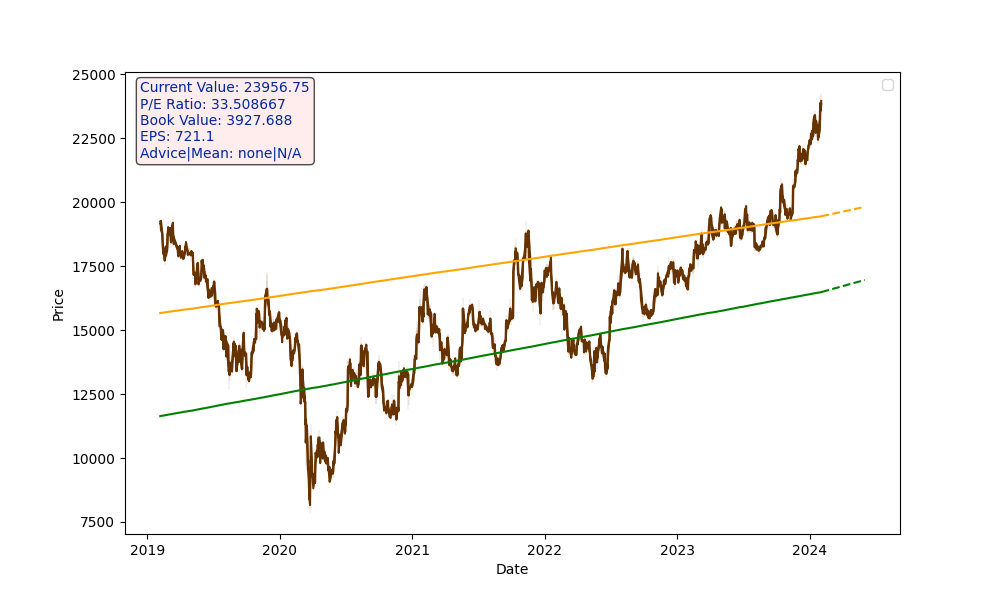 25000
22500
20000
17500
15000
12500
10000
7500
Price
Current Value: 23956.75
P/E Ratio: 33.508667
Book Value: 3927.688
EPS: 721.1
Advice|Mean: none|N/A
2019 2020 2021 2022 2023 2024
Date